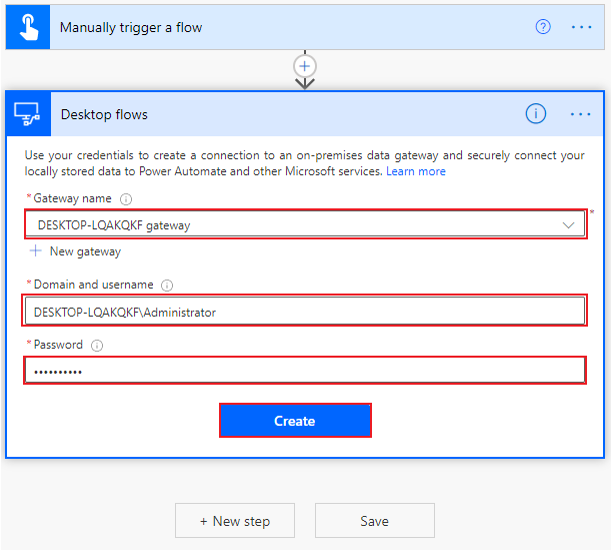 Manually trigger a flow
Desktop flows
Use your credentials to create a connection to an on-premises data gateway and securely connect your
locally stored data to Power Automate and other Microsoft services. Learn more
* Gateway name
DESKTOP-LQAKQKF gateway
*
+ New gateway
* Domain and username
DESKTOP-LQAKQKF\Administrator
* Password
••••••••••
Create
+ New step
Save